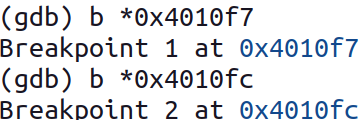 (gdb) b *0x4010f7
Breakpoint 1 at 0x4010f7
(gdb) b *0x4010fc
Breakpoint 2 at 0x4010fc